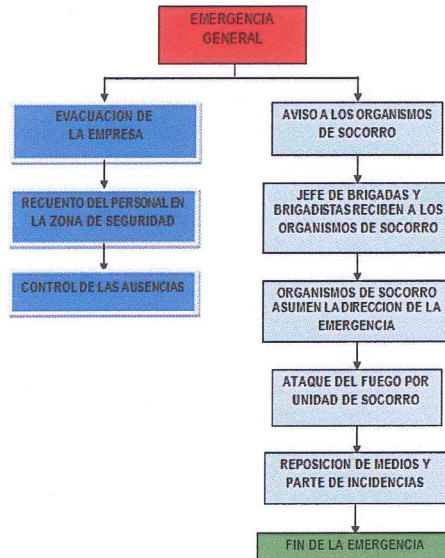 EMERGENCIA
GENERAL
EVACUACION DE
LA EMPRESA
RECUENTO DEL PERSONAL EN
LA ZONA DE SEGURIDAD
CONTROL DE LAS AUSENCIAS
AVISO A LOS ORGANISMOS
DE SOCORRO
JEFE DE BRIGADAS Y
BRIGADISTAS RECIBEN A LOS
ORGANISMOS DE SOCORRO
ORGANISMOS DE SOCORRO
ASUMEN LA DIRECCION DE LA
EMERGENCIA
ATAQUE DEL FUEGO POR
UNIDAD DE SOCORRO
REPOSICION DE MEDIOS Y
PARTE DE INCIDENCIAS
FIN DE LA EMERGENCIA